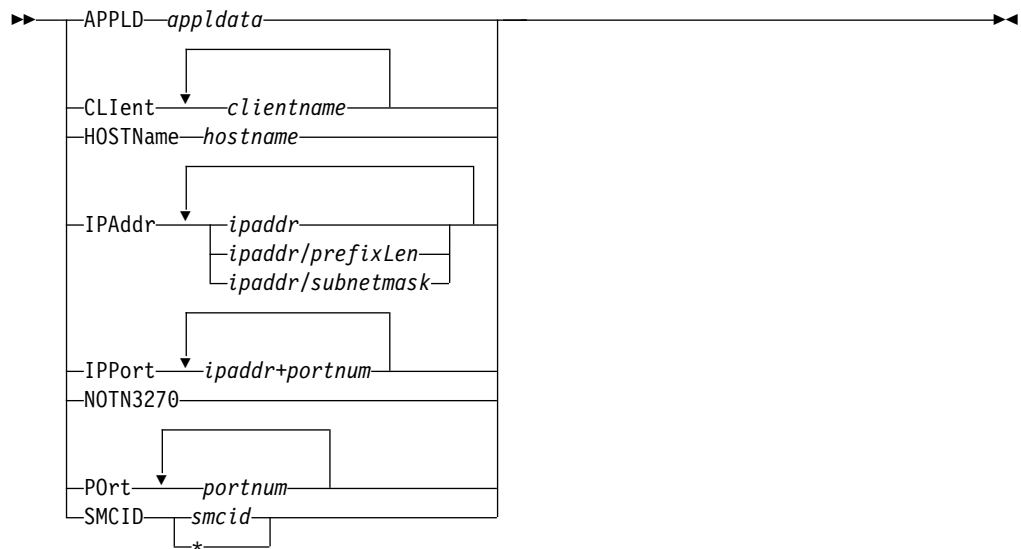 APPLD appldata
CLIent clientname
HOSTName hostname
IPAddr ipaddr
ipaddr/prefixLen
ipaddr/subnetmask
IPPort ipaddr+portnum
NOTN3270
POrt portnum
SMCID smcid
*